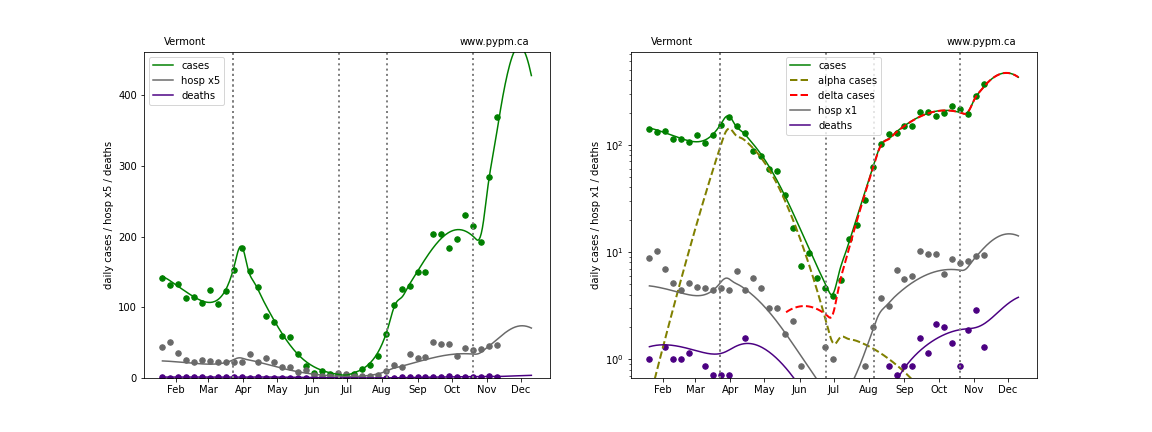 Vermont www.pypm.ca
cases
hosp x5
deaths
daily cases / hosp x5 / deaths
400
300
200
100
0
Feb Mar Apr May Jun Jul Aug Sep Oct Nov Dec
Vermont www.pypm.ca
cases
alpha cases
delta cases
hosp x1
deaths
daily cases / hosp x1 / deaths
10²
10¹
10⁰
Feb Mar Apr May Jun Jul Aug Sep Oct Nov Dec